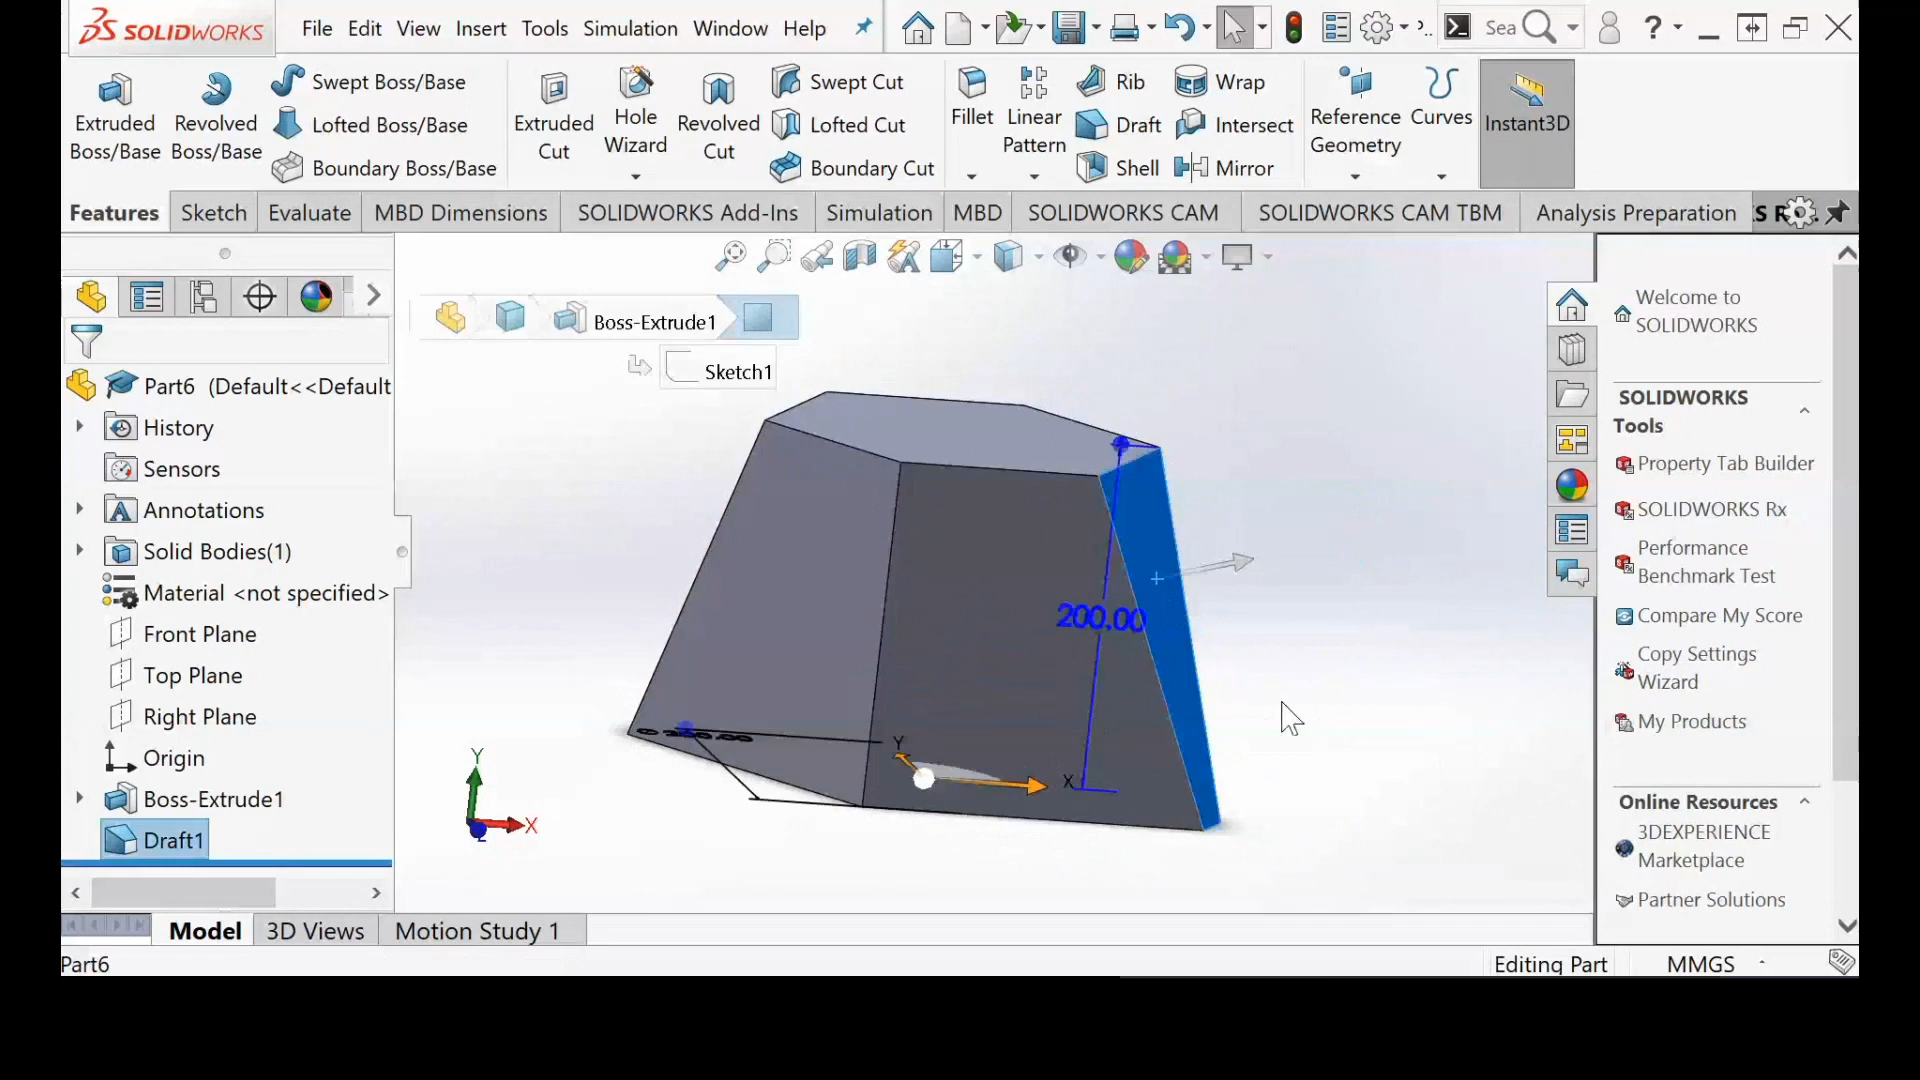 SOLIDWORKS
File Edit View Insert Tools Simulation Window Help
Sea
?
Extruded Boss/Base
Revolved Boss/Base
Swept Boss/Base
Lofted Boss/Base
Boundary Boss/Base
Extruded Cut
Hole Wizard
Revolved Cut
Swept Cut
Lofted Cut
Boundary Cut
Fillet
Linear Pattern
Rib
Draft
Shell
Wrap
Intersect
Mirror
Reference Geometry
Curves
Instant3D
Features Sketch Evaluate MBD Dimensions SOLIDWORKS Add-Ins Simulation MBD SOLIDWORKS CAM SOLIDWORKS CAM TBM Analysis Preparation
Boss-Extrude1
Sketch1
Part6 (Default<<Default
History
Sensors
Annotations
Solid Bodies(1)
Material <not specified>
Front Plane
Top Plane
Right Plane
Origin
Boss-Extrude1
Draft1
200,00
Y
X
Y
X
Z
Welcome to
SOLIDWORKS
SOLIDWORKS
Tools
Property Tab Builder
SOLIDWORKS Rx
Performance
Benchmark Test
Compare My Score
Copy Settings
Wizard
My Products
Online Resources
3DEXPERIENCE
Marketplace
Partner Solutions
Model 3D Views Motion Study 1
Part6 Editing Part MMGS